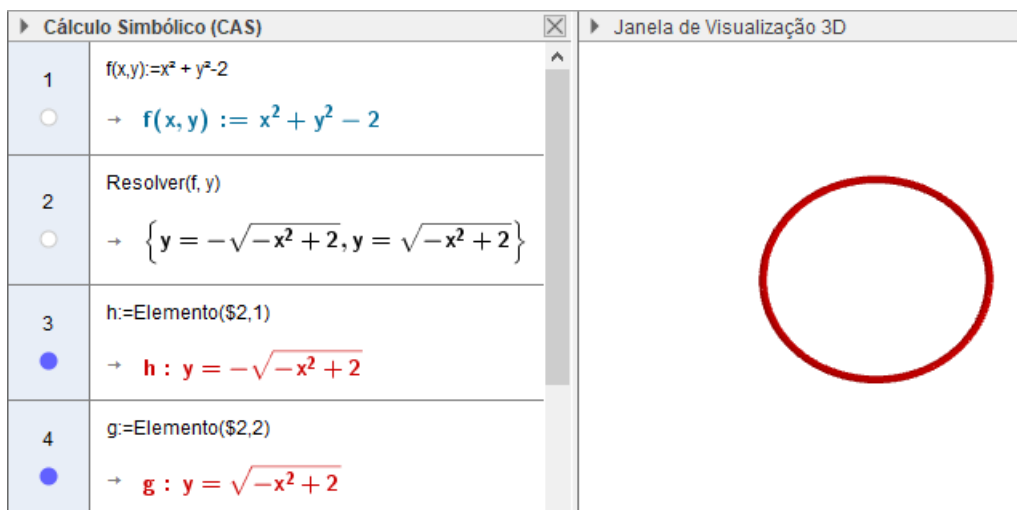 Cálculo Simbólico (CAS)
1
f(x,y):=x² + y²-2
→ f(x, y) := x² + y² − 2
2
Resolver(f, y)
→ {y = −√(−x² + 2), y = √(−x² + 2)}
3
h:=Elemento($2,1)
→ h : y = −√(−x² + 2)
4
g:=Elemento($2,2)
→ g : y = √(−x² + 2)
Janela de Visualização 3D